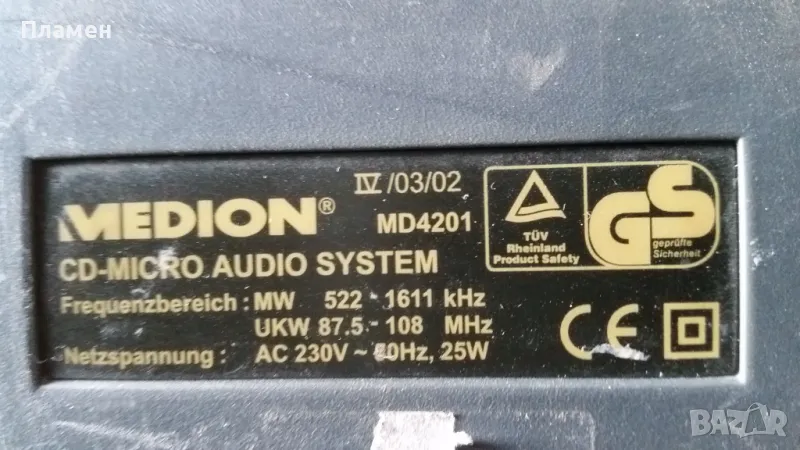 Пламен
IV/03/02
MEDION®
MD4201
CD-MICRO AUDIO SYSTEM
Frequenzbereich : MW 522 - 1611 kHz
UKW 87.5 - 108 MHz
Netzspannung : AC 230V ~ 50Hz, 25W
TÜV
Rheinland
Product Safety
GS
geprüfte
Sicherheit
CE
BAZAR